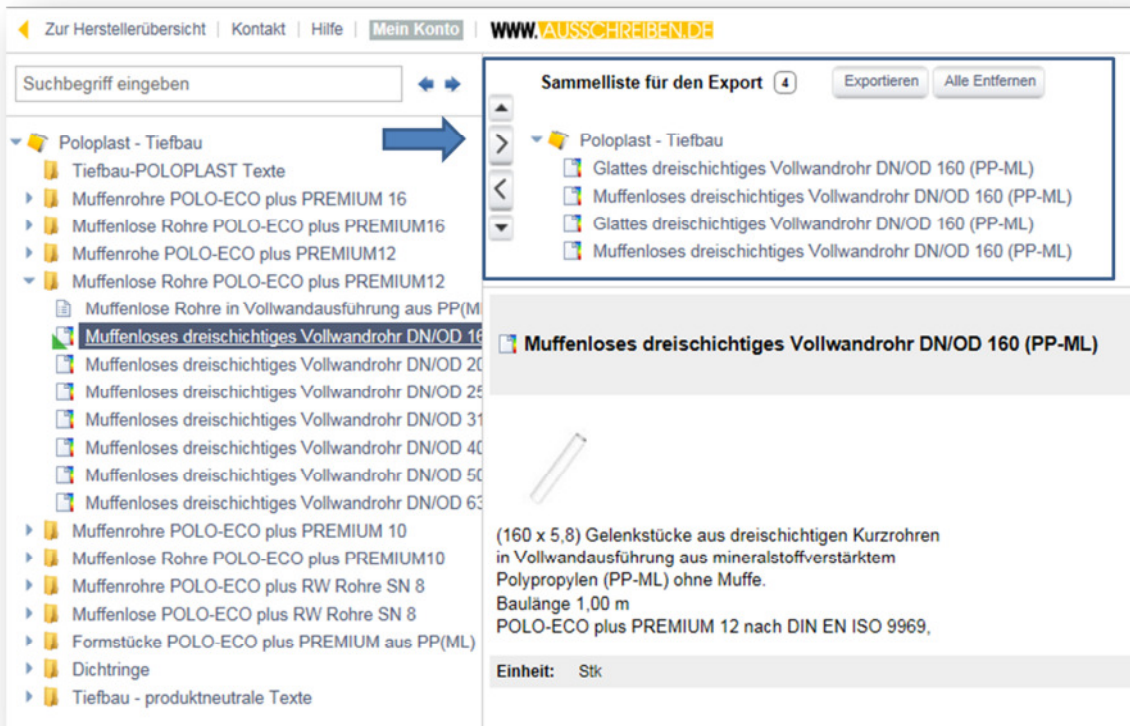 Zur Herstellerübersicht | Kontakt | Hilfe | Mein Konto | WWW.AUSSCHREIBEN.DE
Suchbegriff eingeben
Poloplast - Tiefbau
Tiefbau-POLOPLAST Texte
Muffenrohre POLO-ECO plus PREMIUM 16
Muffenlose Rohre POLO-ECO plus PREMIUM16
Muffenrohe POLO-ECO plus PREMIUM12
Muffenlose Rohre POLO-ECO plus PREMIUM12
Muffenlose Rohre in Vollwandausführung aus PP(M
Muffenloses dreischichtiges Vollwandrohr DN/OD 16
Muffenloses dreischichtiges Vollwandrohr DN/OD 20
Muffenloses dreischichtiges Vollwandrohr DN/OD 25
Muffenloses dreischichtiges Vollwandrohr DN/OD 31
Muffenloses dreischichtiges Vollwandrohr DN/OD 40
Muffenloses dreischichtiges Vollwandrohr DN/OD 50
Muffenloses dreischichtiges Vollwandrohr DN/OD 63
Muffenrohre POLO-ECO plus PREMIUM 10
Muffenlose Rohre POLO-ECO plus PREMIUM10
Muffenrohre POLO-ECO plus RW Rohre SN 8
Muffenlose POLO-ECO plus RW Rohre SN 8
Formstücke POLO-ECO plus PREMIUM aus PP(ML)
Dichtringe
Tiefbau - produktneutrale Texte
Sammelliste für den Export 4 Exportieren Alle Entfernen
Poloplast - Tiefbau
Glattes dreischichtiges Vollwandrohr DN/OD 160 (PP-ML)
Muffenloses dreischichtiges Vollwandrohr DN/OD 160 (PP-ML)
Glattes dreischichtiges Vollwandrohr DN/OD 160 (PP-ML)
Muffenloses dreischichtiges Vollwandrohr DN/OD 160 (PP-ML)
Muffenloses dreischichtiges Vollwandrohr DN/OD 160 (PP-ML)
(160 x 5,8) Gelenkstücke aus dreischichtigen Kurzrohren
in Vollwandausführung aus mineralstoffverstärktem
Polypropylen (PP-ML) ohne Muffe.
Baulänge 1,00 m
POLO-ECO plus PREMIUM 12 nach DIN EN ISO 9969,
Einheit: Stk